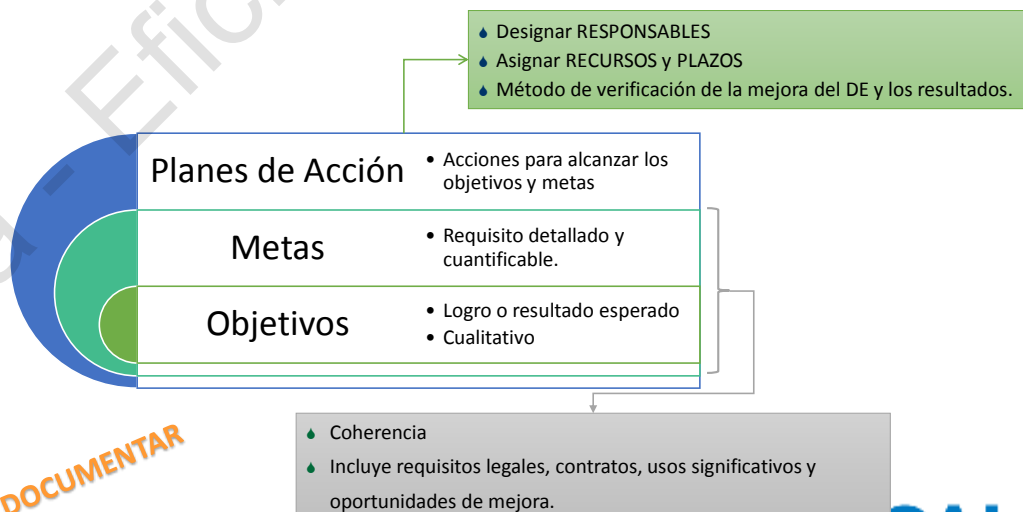 Designar RESPONSABLES
Asignar RECURSOS y PLAZOS
Método de verificación de la mejora del DE y los resultados.
Planes de Acción
• Acciones para alcanzar los
objetivos y metas
Metas
• Requisito detallado y
cuantificable.
Objetivos
• Logro o resultado esperado
• Cualitativo
DOCUMENTAR
Coherencia
Incluye requisitos legales, contratos, usos significativos y
oportunidades de mejora.